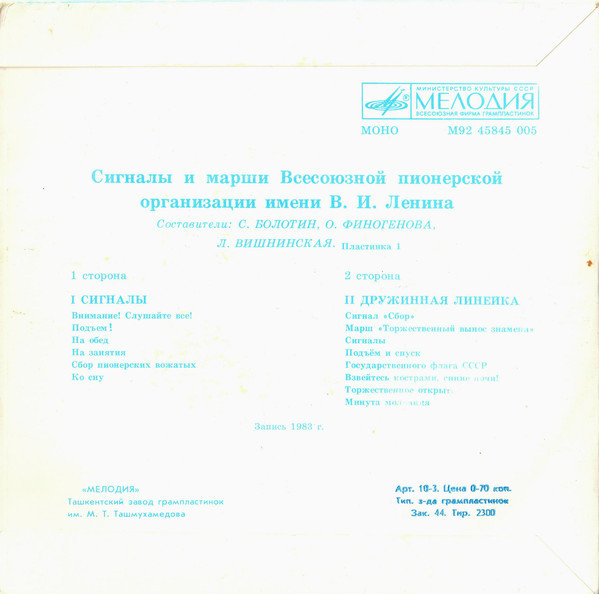 МИНИСТЕРСТВО КУЛЬТУРЫ СССР
МЕЛОДИЯ
ВСЕСОЮЗНАЯ ФИРМА ГРАМПЛАСТИНОК
МОНО М92 45845 005
Сигналы и марши Всесоюзной пионерской
организации имени В. И. Ленина
Составители: С. БОЛОТИН, О. ФИНОГЕНОВА.
Л. ВИШНИНСКАЯ. Пластинка 1
1 сторона
I СИГНАЛЫ
Внимание! Слушайте все!
Подъем!
На обед
На занятия
Сбор пионерских вожатых
Ко сну
2 сторона
II ДРУЖИННАЯ ЛИНЕЙКА
Сигнал «Сбор»
Марш «Торжественный вынос знамена»
Сигналы
Подъём и спуск
Государственного флага СССР
Взвейтесь кострами, синие ночи!
Торжественное открыт
Минута
Запись 1983 г.
«МЕЛОДИЯ»
Ташкентский завод грампластинок
им. М. Т. Ташмухамедова
Арт. 10-3. Цена 0-70 коп.
Тип. з-да грампластинок
Зак. 44. Тир. 2300